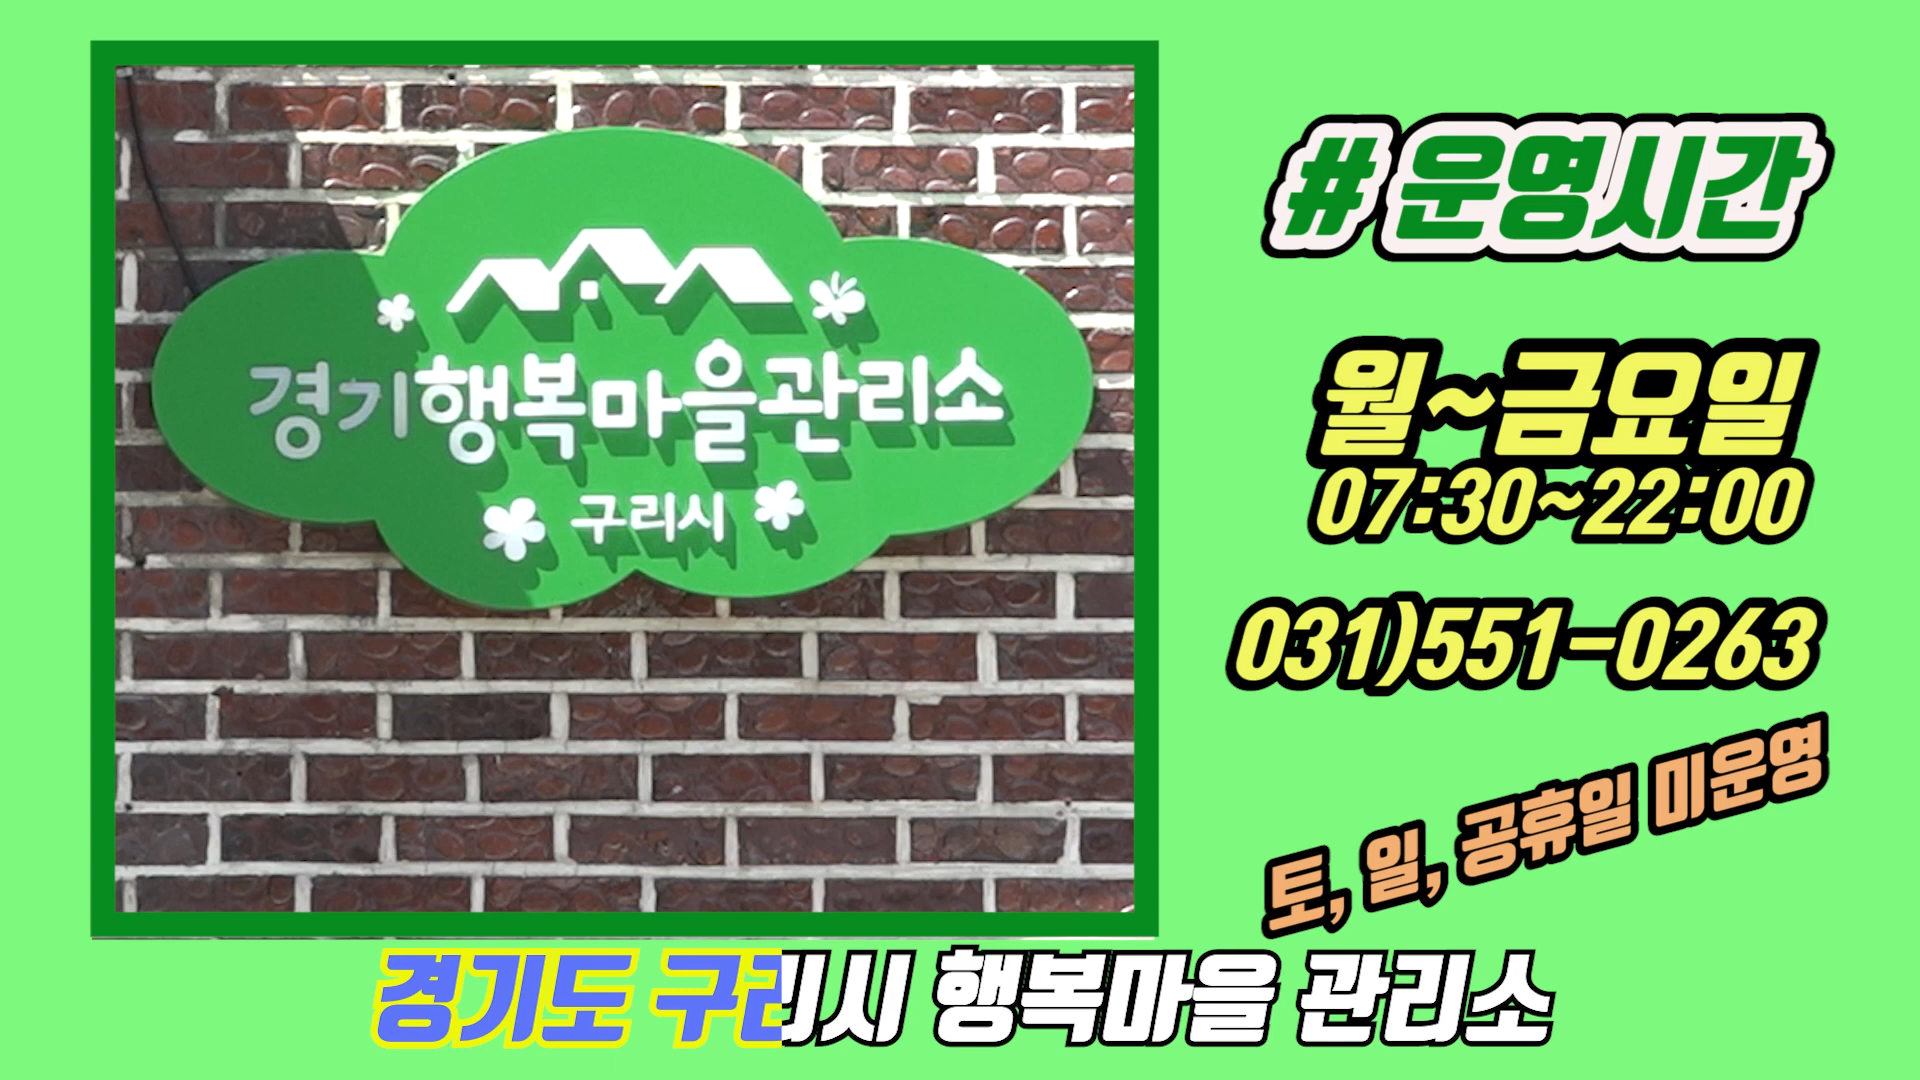 경기행복마을관리소
구리시
# 운영시간
월~금요일
07:30~22:00
031)551-0263
토, 일, 공휴일 미운영
경기도 구리시 행복마을 관리소